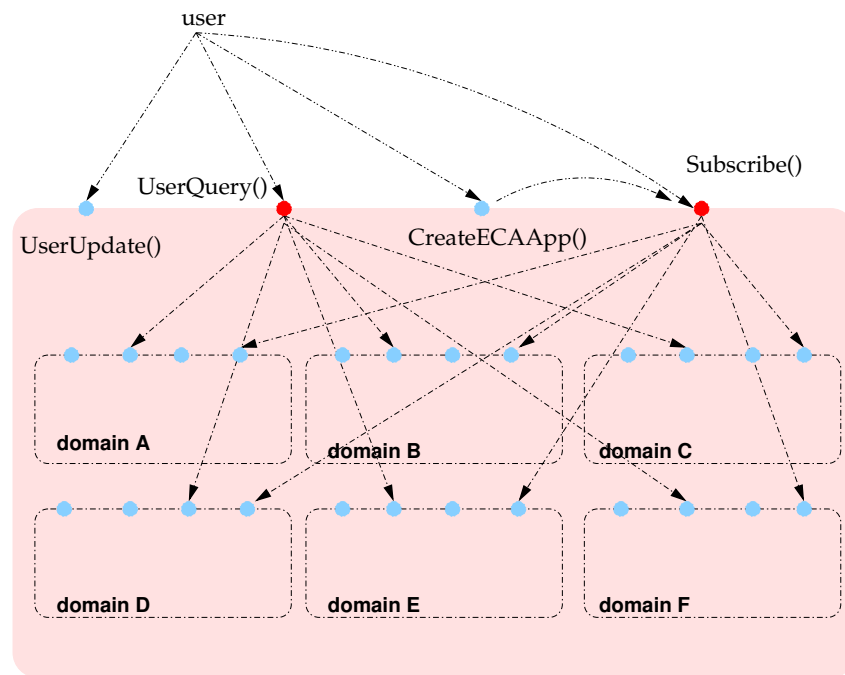 user
Subscribe()
UserQuery()
CreateECAApp()
UserUpdate()
domain A
domain B
domain C
domain D
domain E
domain F